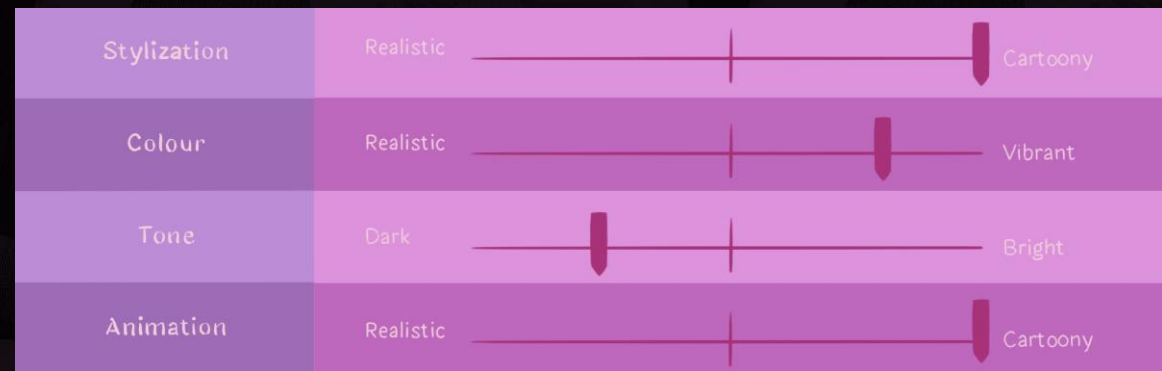 Stylization
Realistic
Cartoony
Colour
Realistic
Vibrant
Tone
Dark
Bright
Animation
Realistic
Cartoony